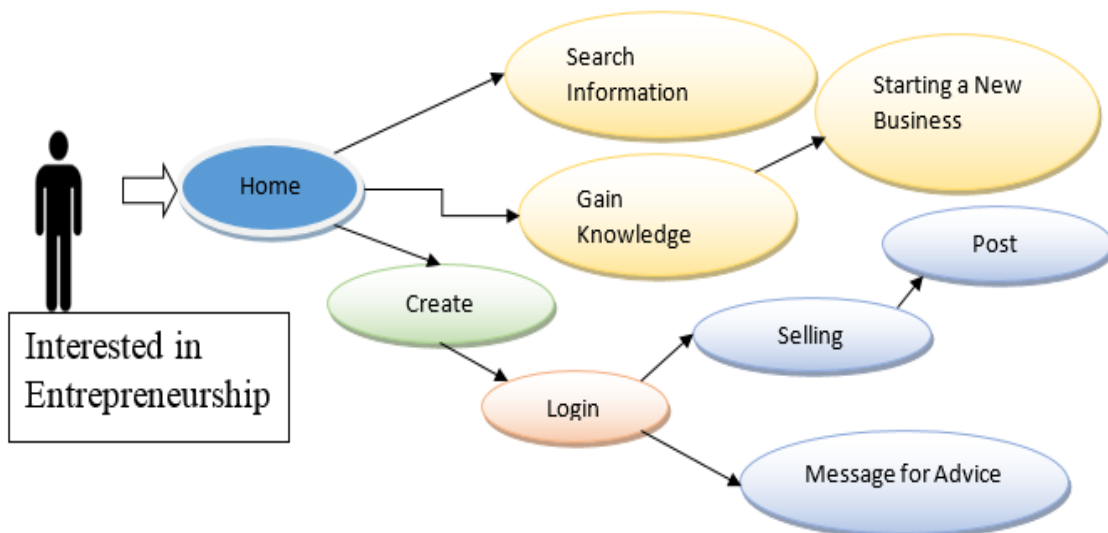 Search
Information
Starting a New
Business
Home
Gain
Knowledge
Post
Create
Selling
Interested in
Entrepreneurship
Login
Message for Advice